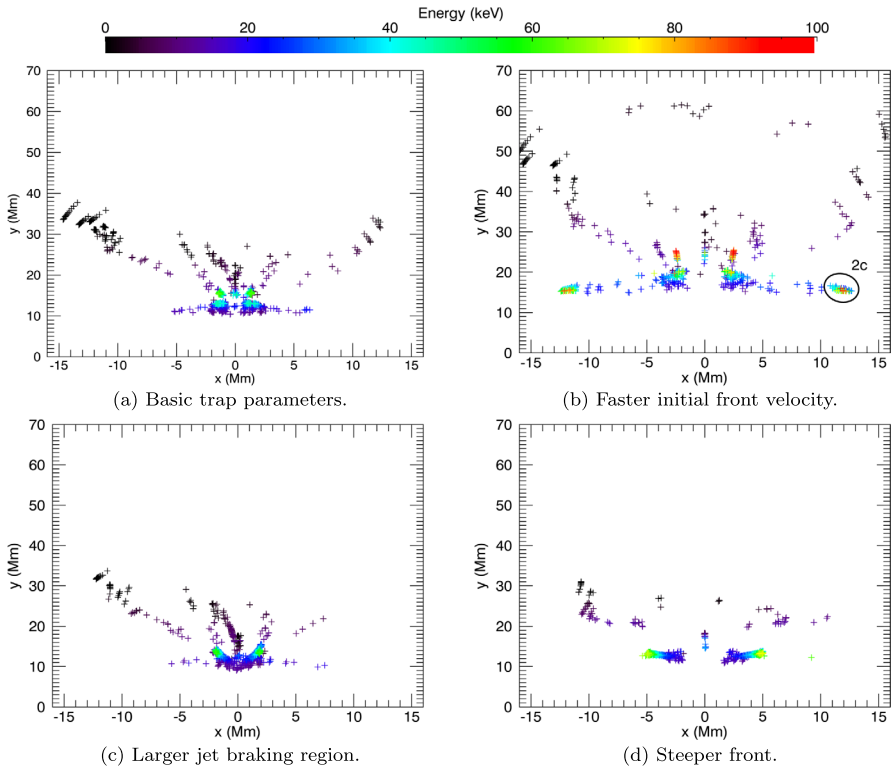 Energy (keV)
0 20 40 60 80 100
70
60
50
40
30
20
10
0
y (Mm)
-15 -10 -5 0 5 10 15
x (Mm)
(a) Basic trap parameters.
70
60
50
40
30
20
10
0
y (Mm)
2c
-15 -10 -5 0 5 10 15
x (Mm)
(b) Faster initial front velocity.
70
60
50
40
30
20
10
0
y (Mm)
-15 -10 -5 0 5 10 15
x (Mm)
(c) Larger jet braking region.
70
60
50
40
30
20
10
0
y (Mm)
-15 -10 -5 0 5 10 15
x (Mm)
(d) Steeper front.